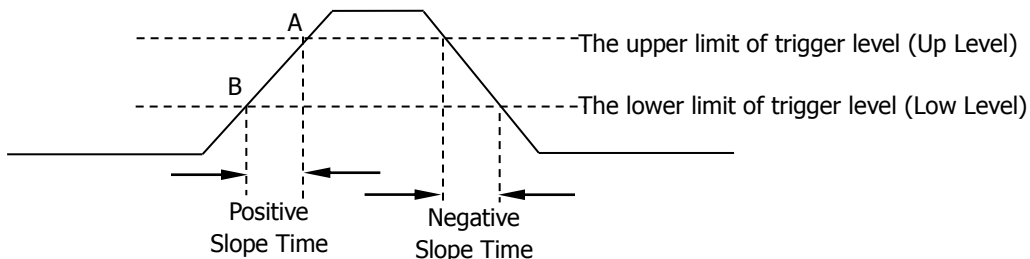 A
The upper limit of trigger level (Up Level)
B
The lower limit of trigger level (Low Level)
Positive
Slope Time
Negative
Slope Time